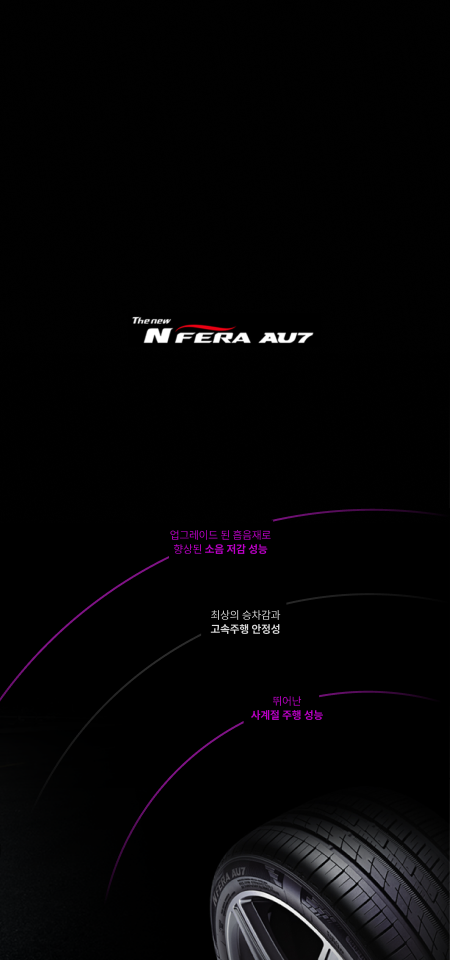 The new
N FERA AU7
업그레이드 된 흡음재로
향상된 소음 저감 성능
최상의 승차감과
고속주행 안정성
뛰어난
사계절 주행 성능
N FERA AU7